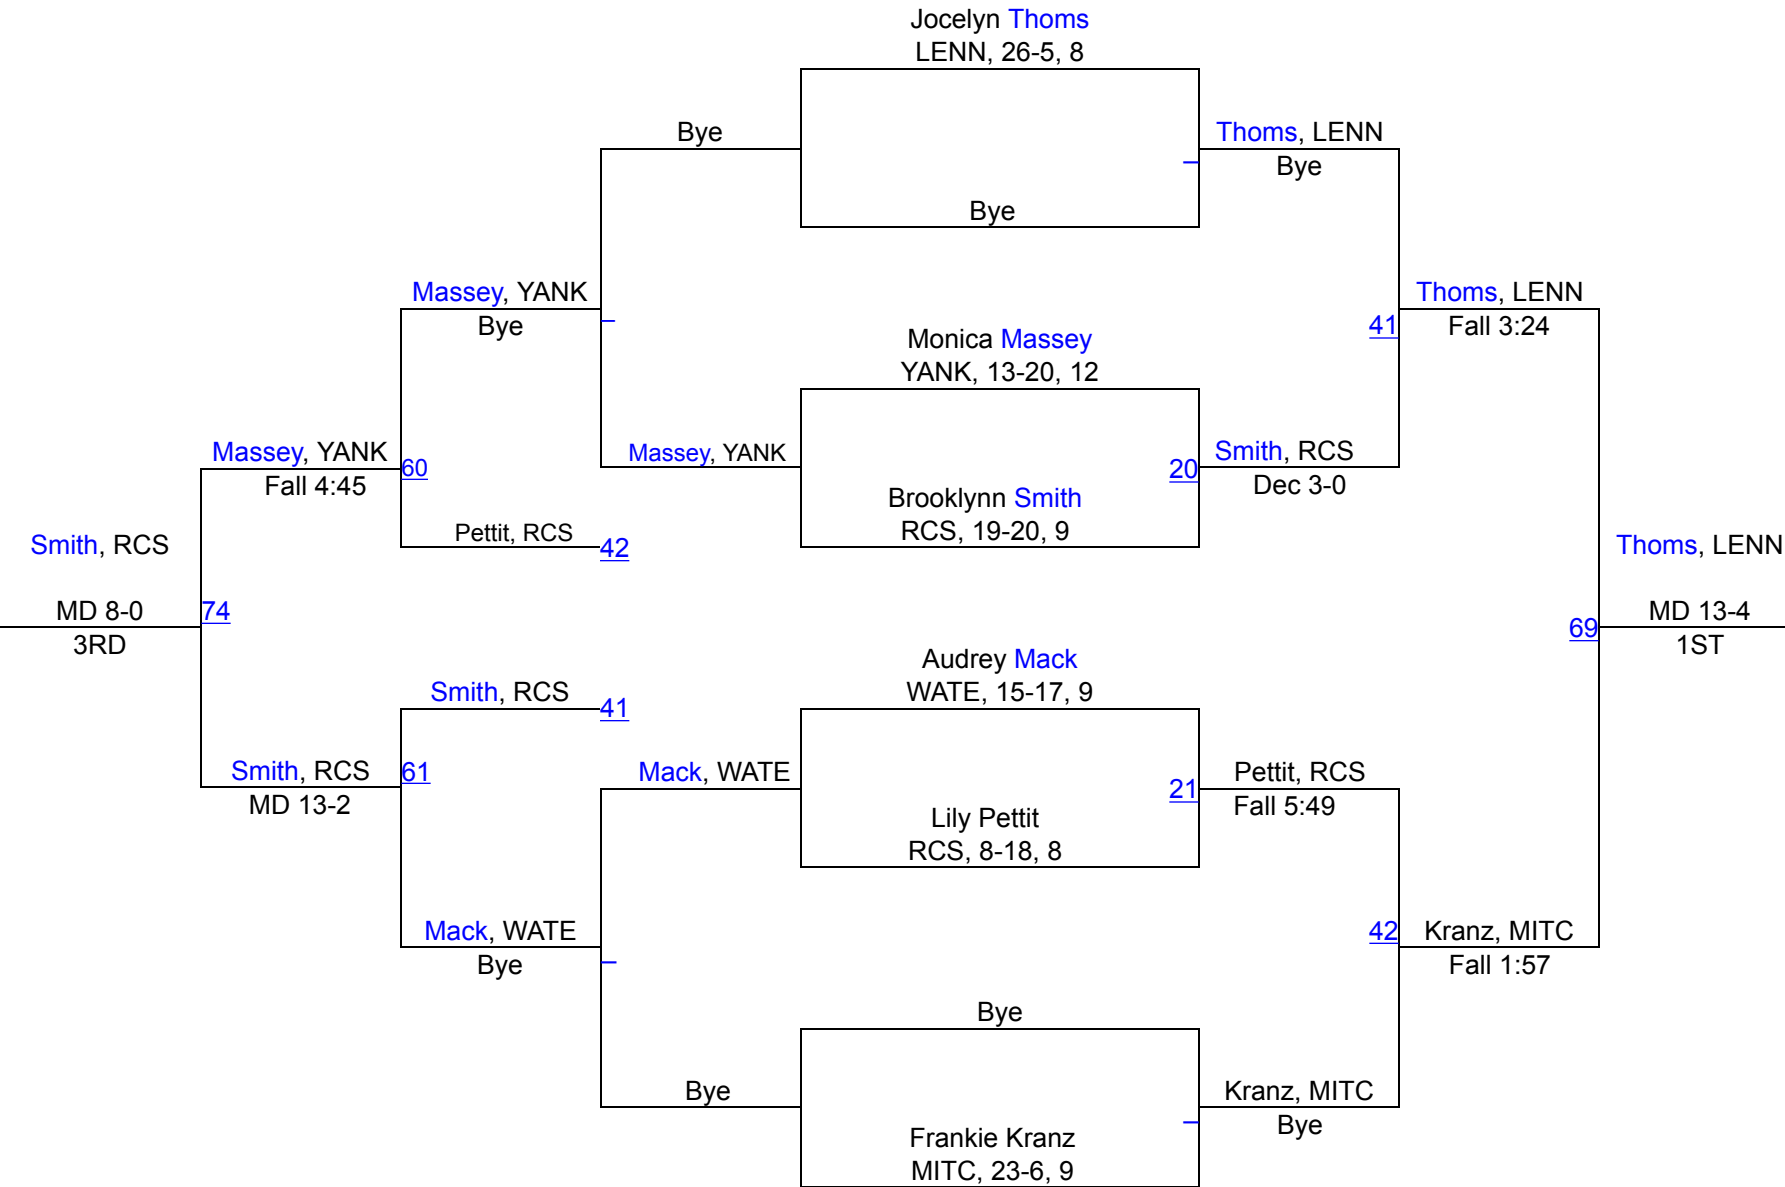 Jocelyn Thoms
LENN, 26-5, 8
Bye
Thoms, LENN
Bye
Bye
Massey, YANK
Bye
Thoms, LENN
41
Fall 3:24
Monica Massey
YANK, 13-20, 12
Massey, YANK
60
Fall 4:45
Massey, YANK
20
Smith, RCS
Dec 3-0
Brooklynn Smith
RCS, 19-20, 9
Pettit, RCS
42
Smith, RCS
MD 8-0
3RD
74
Thoms, LENN
69
MD 13-4
1ST
Audrey Mack
WATE, 15-17, 9
Smith, RCS
41
Smith, RCS
61
MD 13-2
Mack, WATE
21
Pettit, RCS
Fall 5:49
Lily Pettit
RCS, 8-18, 8
Mack, WATE
Bye
42
Kranz, MITC
Fall 1:57
Bye
Bye
Kranz, MITC
Bye
Frankie Kranz
MITC, 23-6, 9